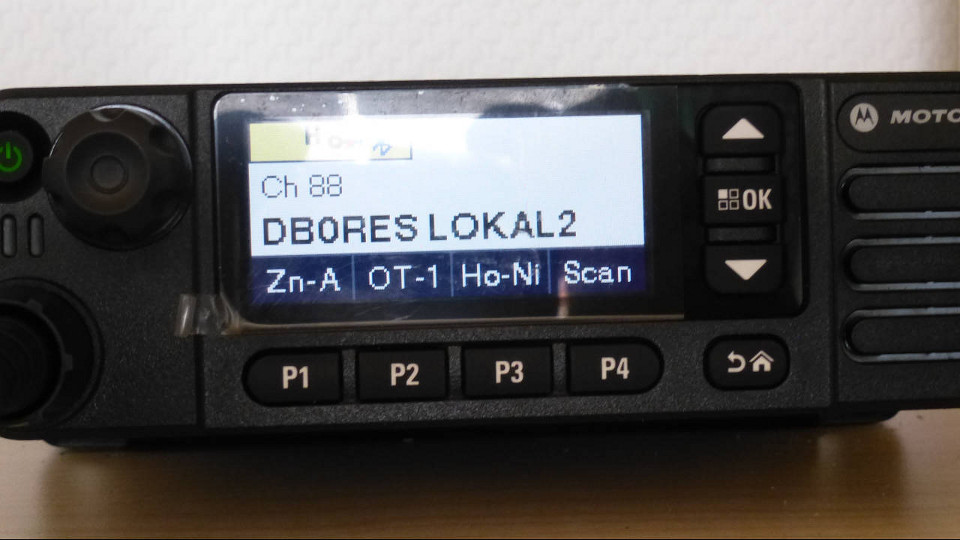 MOTO
Ch 88
OK
DB0RES LOKAL2
Zn-A OT-1 Ho-Ni Scan
P1 P2 P3 P4